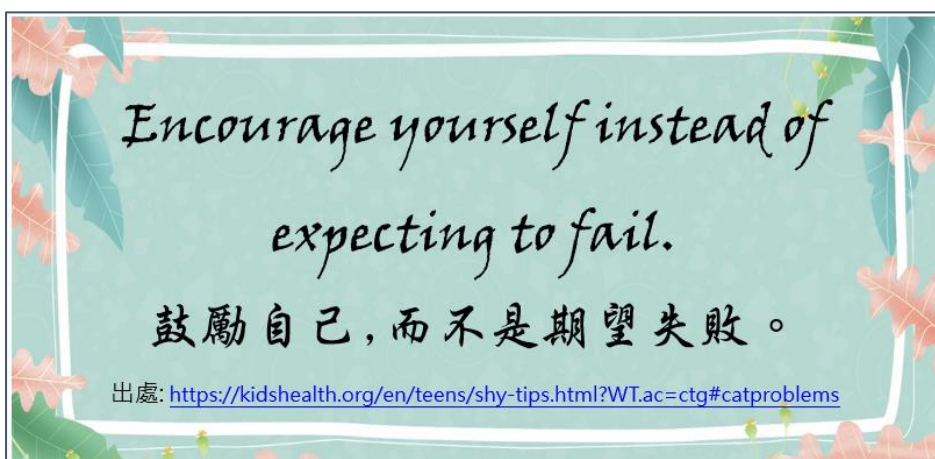 Encourage yourself instead of
expecting to fail.
鼓勵自己,而不是期望失敗。
出處: https://kidshealth.org/en/teens/shy-tips.html?WT.ac=ctg#catproblems